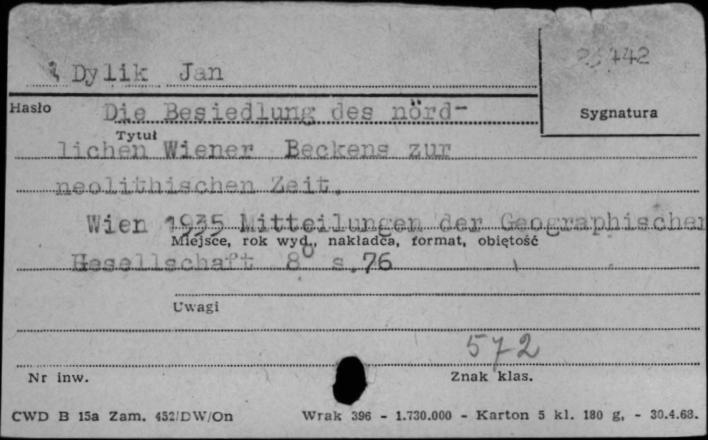 Dylik Jan
442
Hasło
Die Besiedlung des nörd-
Sygnatura
Tytuł
lichen Wiener Beckens zur
neolithischen Zeit.
Wien 1935 Mitteilungen der Geographischen
Miejsce, rok wyd., nakładca, format, objętość
Gesellschaft 8° s.76
Uwagi
572
Nr inw.
Znak klas.
CWD B 15a Zam. 452/DW/On Wrak 396 - 1.730.000 - Karton 5 kl. 180 g, - 30.4.68.